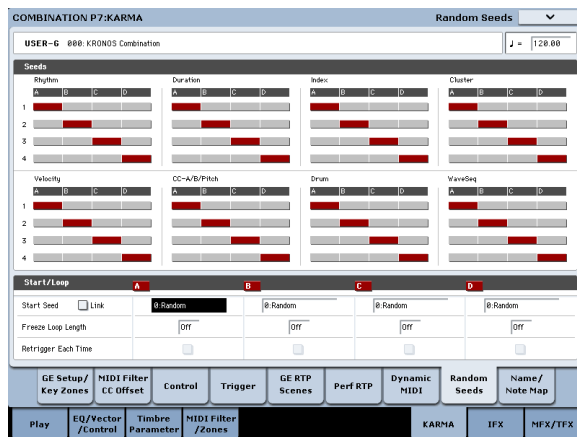 COMBINATION P7:KARMA Random Seeds
USER-G 000: KRONOS Combination ♩= 120.00
Seeds
Rhythm Duration Index Cluster
A B C D A B C D A B C D A B C D
1
2
3
4
Velocity CC-A/B/Pitch Drum WaveSeq
A B C D A B C D A B C D A B C D
1
2
3
4
Start/Loop A B C D
Start Seed Link 0:Random 0:Random 0:Random 0:Random
Freeze Loop Length Off Off Off Off
Retrigger Each Time
GE Setup/ Key Zones MIDI Filter CC Offset Control Trigger GE RTP Scenes Perf RTP Dynamic MIDI Random Seeds Name/ Note Map
Play EQ/Vector /Control Timbre Parameter MIDI Filter /Zones KARMA IFX MFX/TFX